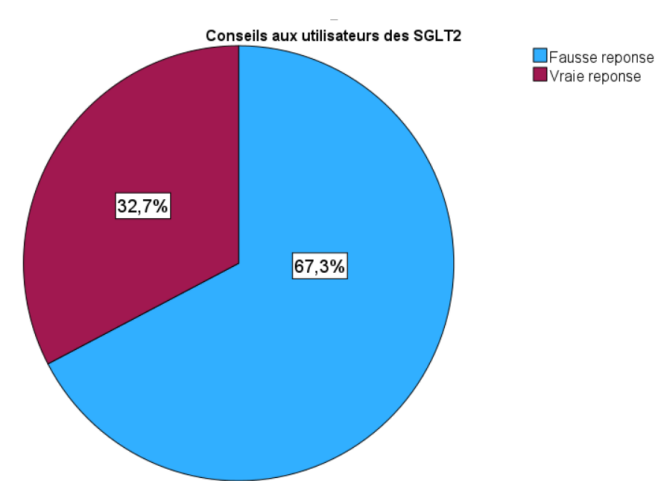 Conseils aux utilisateurs des SGLT2
Fausse reponse
Vraie reponse
32,7%
67,3%